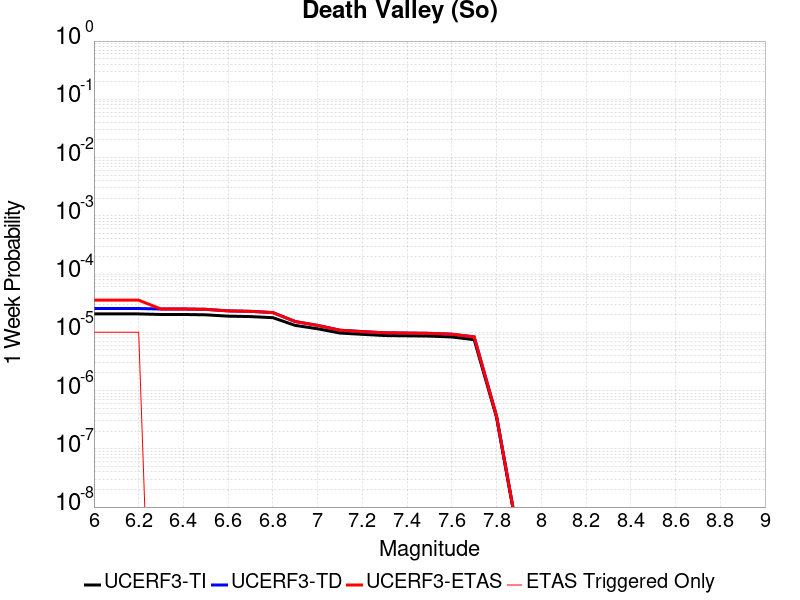 Death Valley (So)
10^0
10^-1
10^-2
10^-3
10^-4
10^-5
10^-6
10^-7
10^-8
1 Week Probability
6 6.2 6.4 6.6 6.8 7 7.2 7.4 7.6 7.8 8 8.2 8.4 8.6 8.8 9
Magnitude
UCERF3-TI UCERF3-TD UCERF3-ETAS ETAS Triggered Only